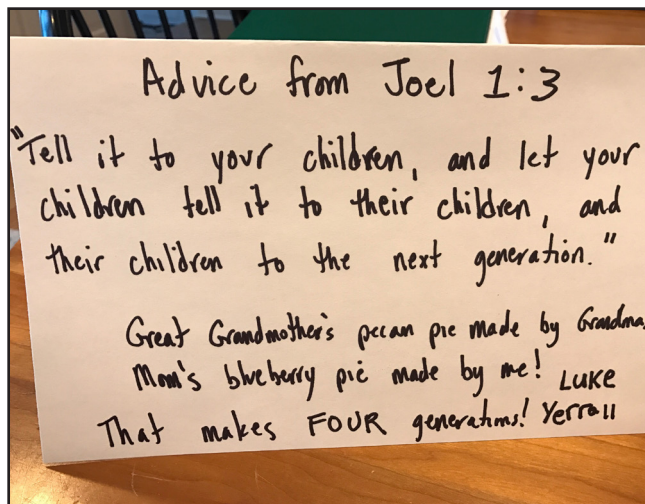 Advice from Joel 1:3
"Tell it to your children, and let your
children tell it to their children, and
their children to the next generation."
Great Grandmother's pecan pie made by Grandma.
Mom's blueberry pie made by me! LUKE
That makes FOUR generations! Yerrall